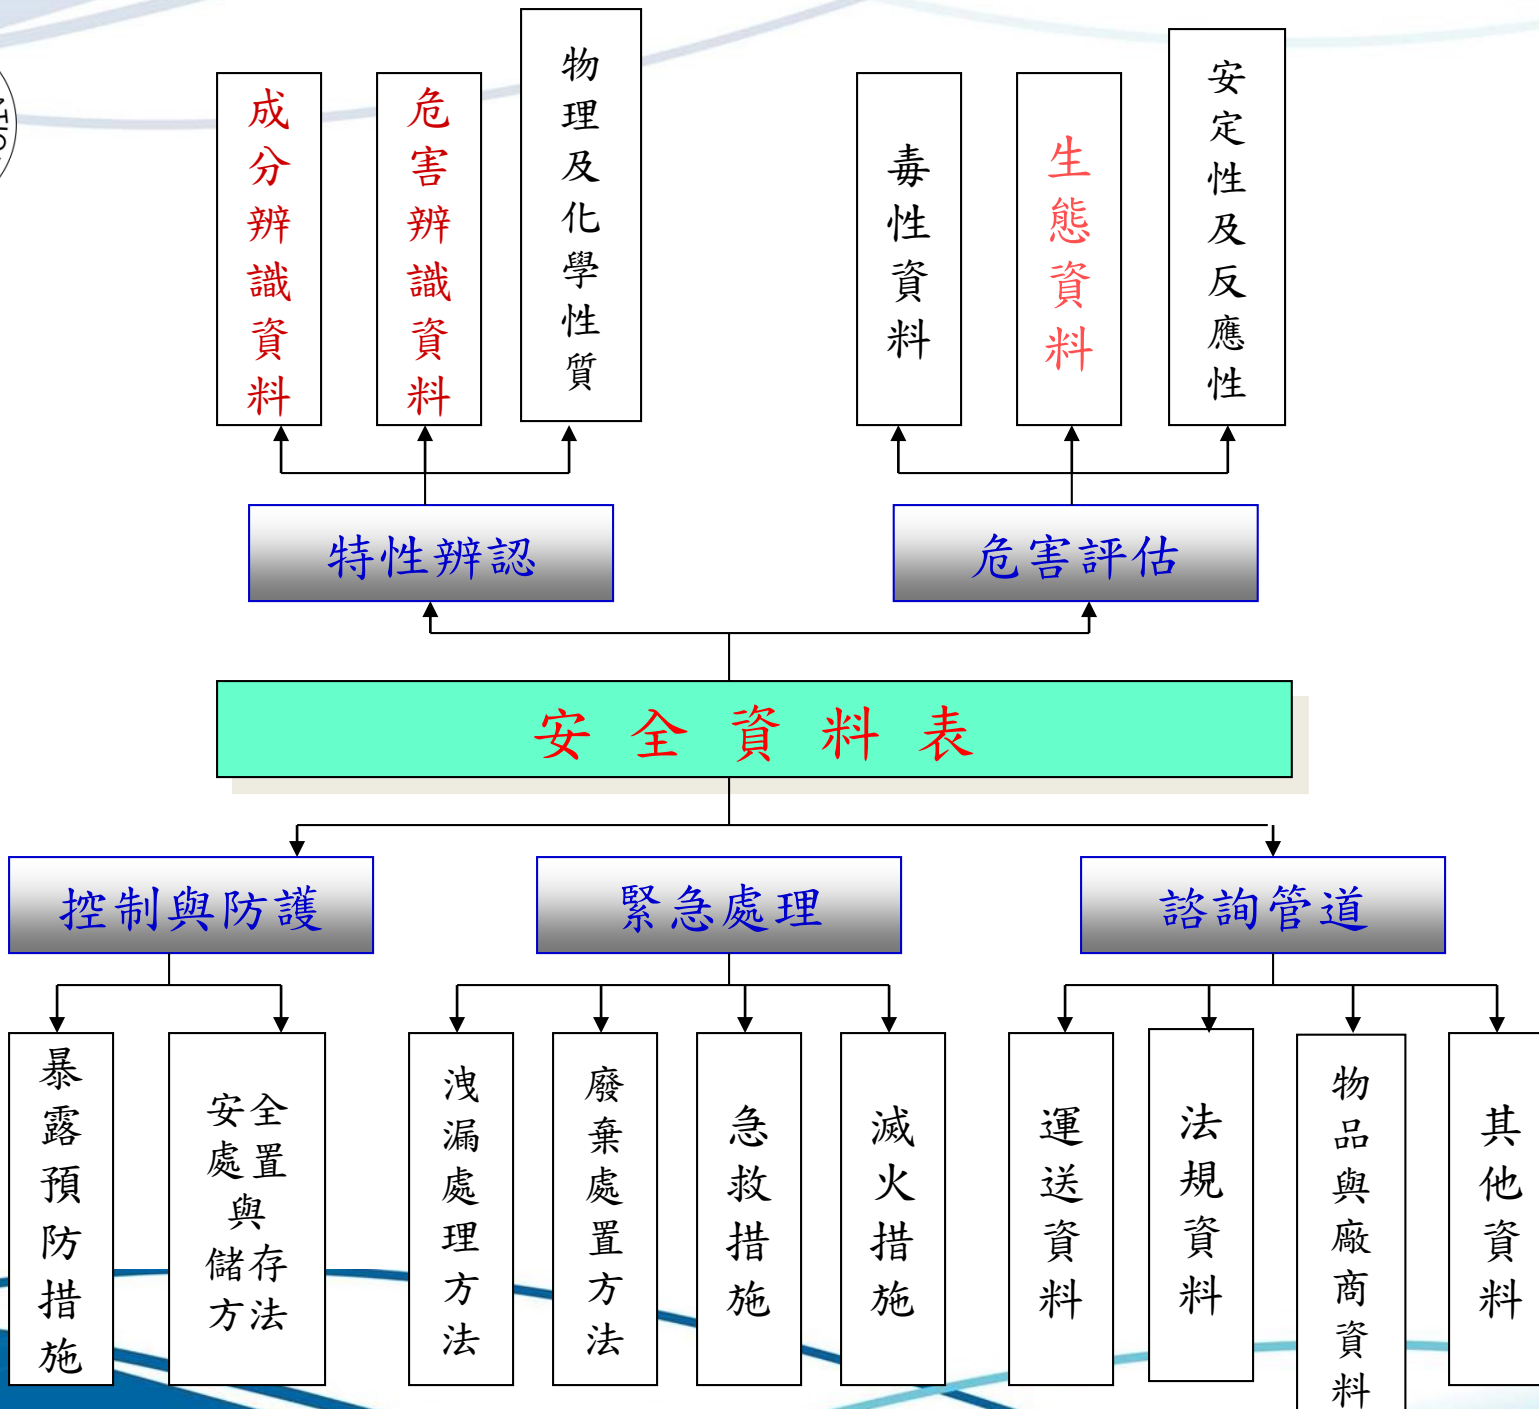 成分辨識資料
危害辨識資料
物理及化學性質
毒性資料
生態資料
安定性及反應性
特性辨認
危害評估
安全資料表
控制與防護
緊急處理
諮詢管道
暴露預防措施
安全
處置
與
儲存
方法
洩漏處理方法
廢棄處置方法
急救措施
滅火措施
運送資料
法規資料
物品與廠商資料
其他資料